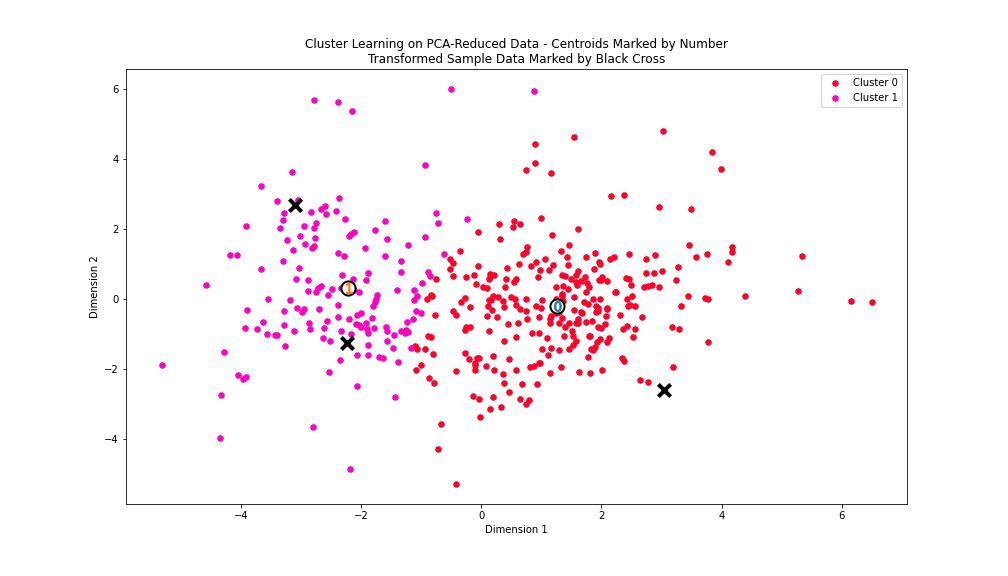 Cluster Learning on PCA-Reduced Data - Centroids Marked by Number
Transformed Sample Data Marked by Black Cross
Cluster 0
Cluster 1
6
4
2
0
−2
−4
Dimension 2
1
0
−4
−2
0
2
4
6
Dimension 1